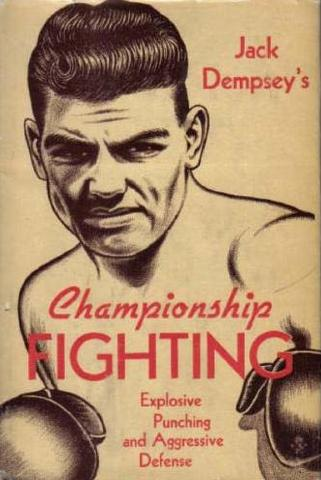 Jack
Dempsey's
Championship
FIGHTING
Explosive
Punching
and Aggressive
Defense